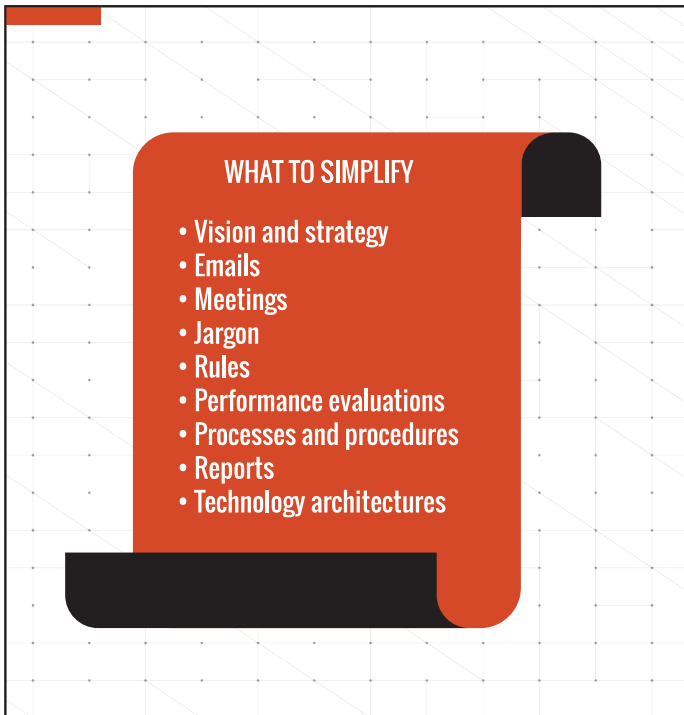 WHAT TO SIMPLIFY
• Vision and strategy
• Emails
• Meetings
• Jargon
• Rules
• Performance evaluations
• Processes and procedures
• Reports
• Technology architectures